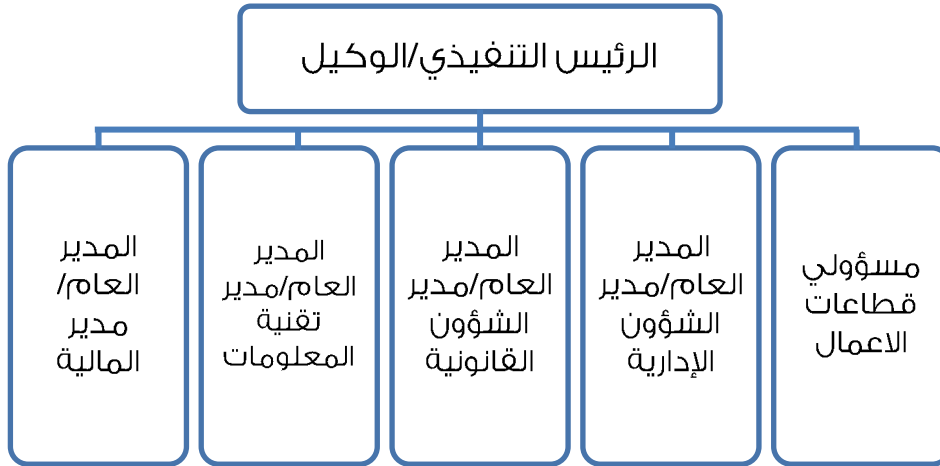 الرئيس التنفيذي/الوكيل
مسؤولي
قطاعات
الاعمال
المدير
العام/مدير
الشؤون
الإدارية
المدير
العام/مدير
الشؤون
القانونية
المدير
العام/مدير
تقنية
المعلومات
المدير
العام/
مدير
المالية